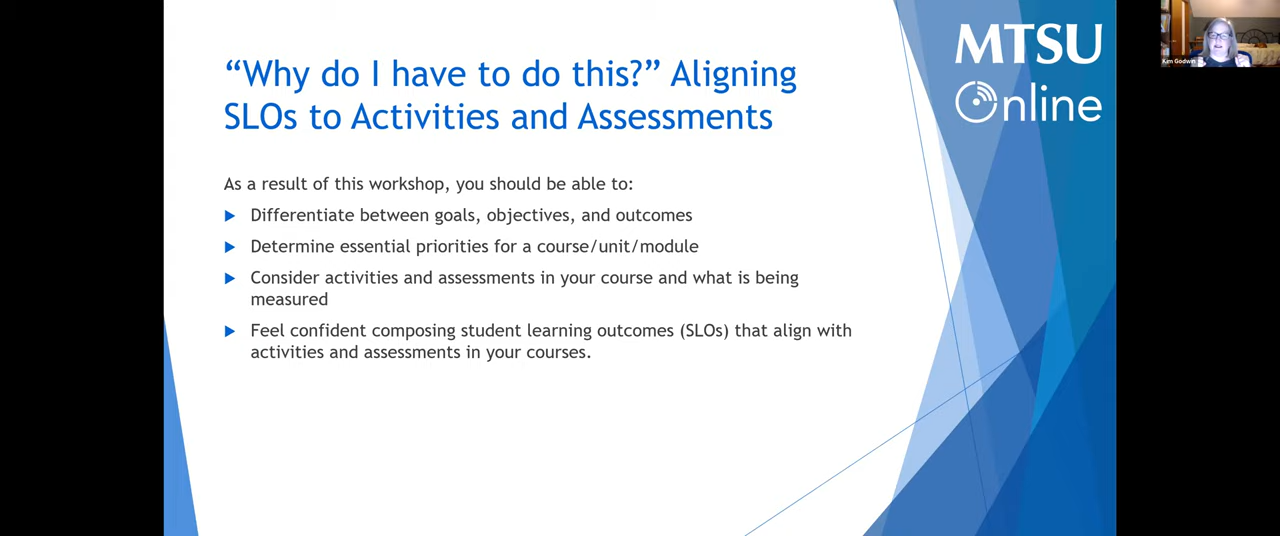 “Why do I have to do this?” Aligning
SLOs to Activities and Assessments
MTSU
Online
Kim Godwin
As a result of this workshop, you should be able to:
Differentiate between goals, objectives, and outcomes
Determine essential priorities for a course/unit/module
Consider activities and assessments in your course and what is being
measured
Feel confident composing student learning outcomes (SLOs) that align with
activities and assessments in your courses.